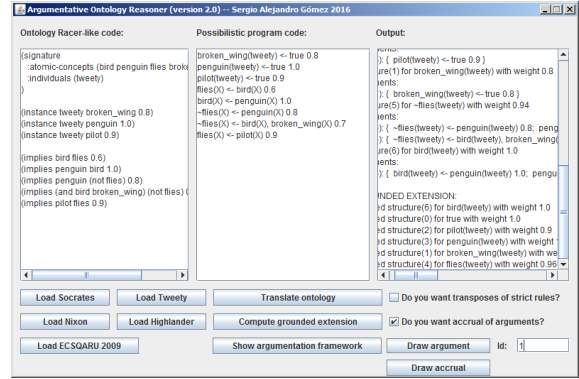 Argumentative Ontology Reasoner (version 2.0) -- Sergio Alejandro Gómez 2016
Ontology Racer-like code:
(signature
:atomic-concepts (bird penguin flies broke
:individuals (tweety)
)
(instance tweety broken_wing 0.8)
(instance tweety penguin 1.0)
(instance tweety pilot 0.9)
(implies bird flies 0.6)
(implies penguin bird 1.0)
(implies penguin (not flies) 0.8)
(implies (and bird broken_wing) (not flies)
(implies pilot flies 0.9)
Possibilistic program code:
broken_wing(tweety) <- true 0.8
penguin(tweety) <- true 1.0
pilot(tweety) <- true 0.9
flies(X) <- bird(X) 0.6
bird(X) <- penguin(X) 1.0
~flies(X) <- penguin(X) 0.8
~flies(X) <- bird(X), broken_wing(X) 0.7
flies(X) <- pilot(X) 0.9
Output:
): { pilot(tweety) <- true 0.9 }
ure(1) for broken_wing(tweety) with weight 0.8
nents:
): { broken_wing(tweety) <- true 0.8 }
ure(5) for ~flies(tweety) with weight 0.94
nents:
): { ~flies(tweety) <- penguin(tweety) 0.8; peng
): { ~flies(tweety) <- bird(tweety), broken_wing(
ure(6) for bird(tweety) with weight 1.0
nents:
): { bird(tweety) <- penguin(tweety) 1.0; pengu
UNDED EXTENSION:
ed structure(6) for bird(tweety) with weight 1.0
ed structure(0) for true with weight 1.0
ed structure(2) for pilot(tweety) with weight 0.9
ed structure(3) for penguin(tweety) with weight
ed structure(1) for broken_wing(tweety) with we
ed structure(4) for flies(tweety) with weight 0.96
Load Socrates
Load Tweety
Translate ontology
Do you want transposes of strict rules?
Load Nixon
Load Highlander
Compute grounded extension
Do you want accrual of arguments?
Load ECSQARU 2009
Show argumentation framework
Draw argument
Id:
1
Draw accrual